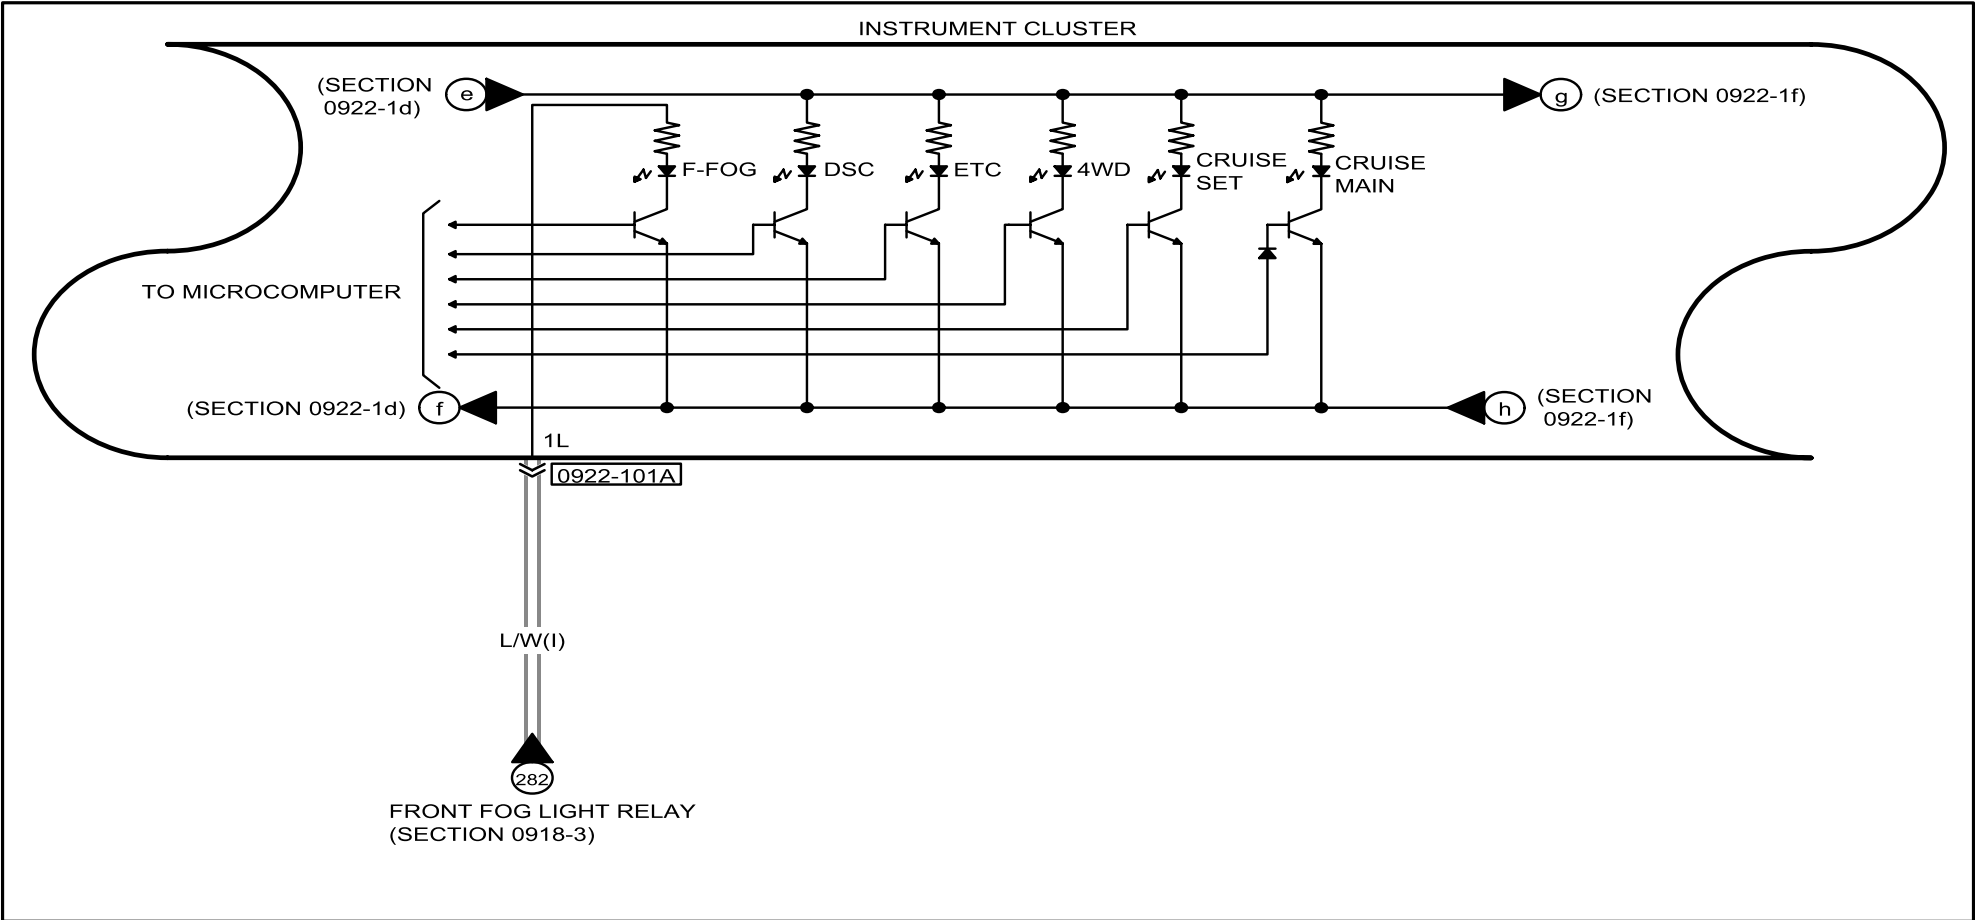 INSTRUMENT CLUSTER
(SECTION
0922-1d)
e
g
(SECTION 0922-1f)
F-FOG
DSC
ETC
4WD
CRUISE
SET
CRUISE
MAIN
TO MICROCOMPUTER
(SECTION 0922-1d)
f
h
(SECTION
0922-1f)
1L
0922-101A
L/W(I)
282
FRONT FOG LIGHT RELAY
(SECTION 0918-3)